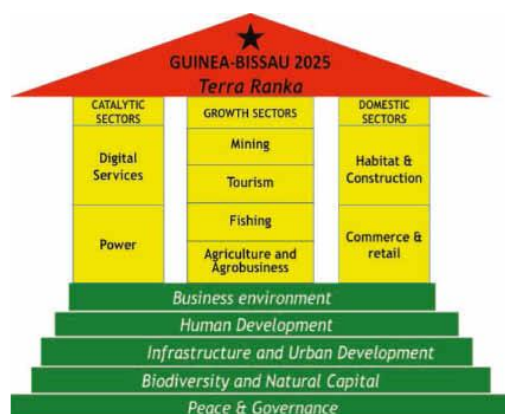 GUINEA-BISSAU 2025
Terra Ranka
CATALYTIC
SECTORS
Digital
Services
Power
GROWTH SECTORS
Mining
Tourism
Fishing
Agriculture and
Agrobusiness
DOMESTIC
SECTORS
Habitat &
Construction
Commerce &
retail
Business environment
Human Development
Infrastructure and Urban Development
Biodiversity and Natural Capital
Peace & Governance